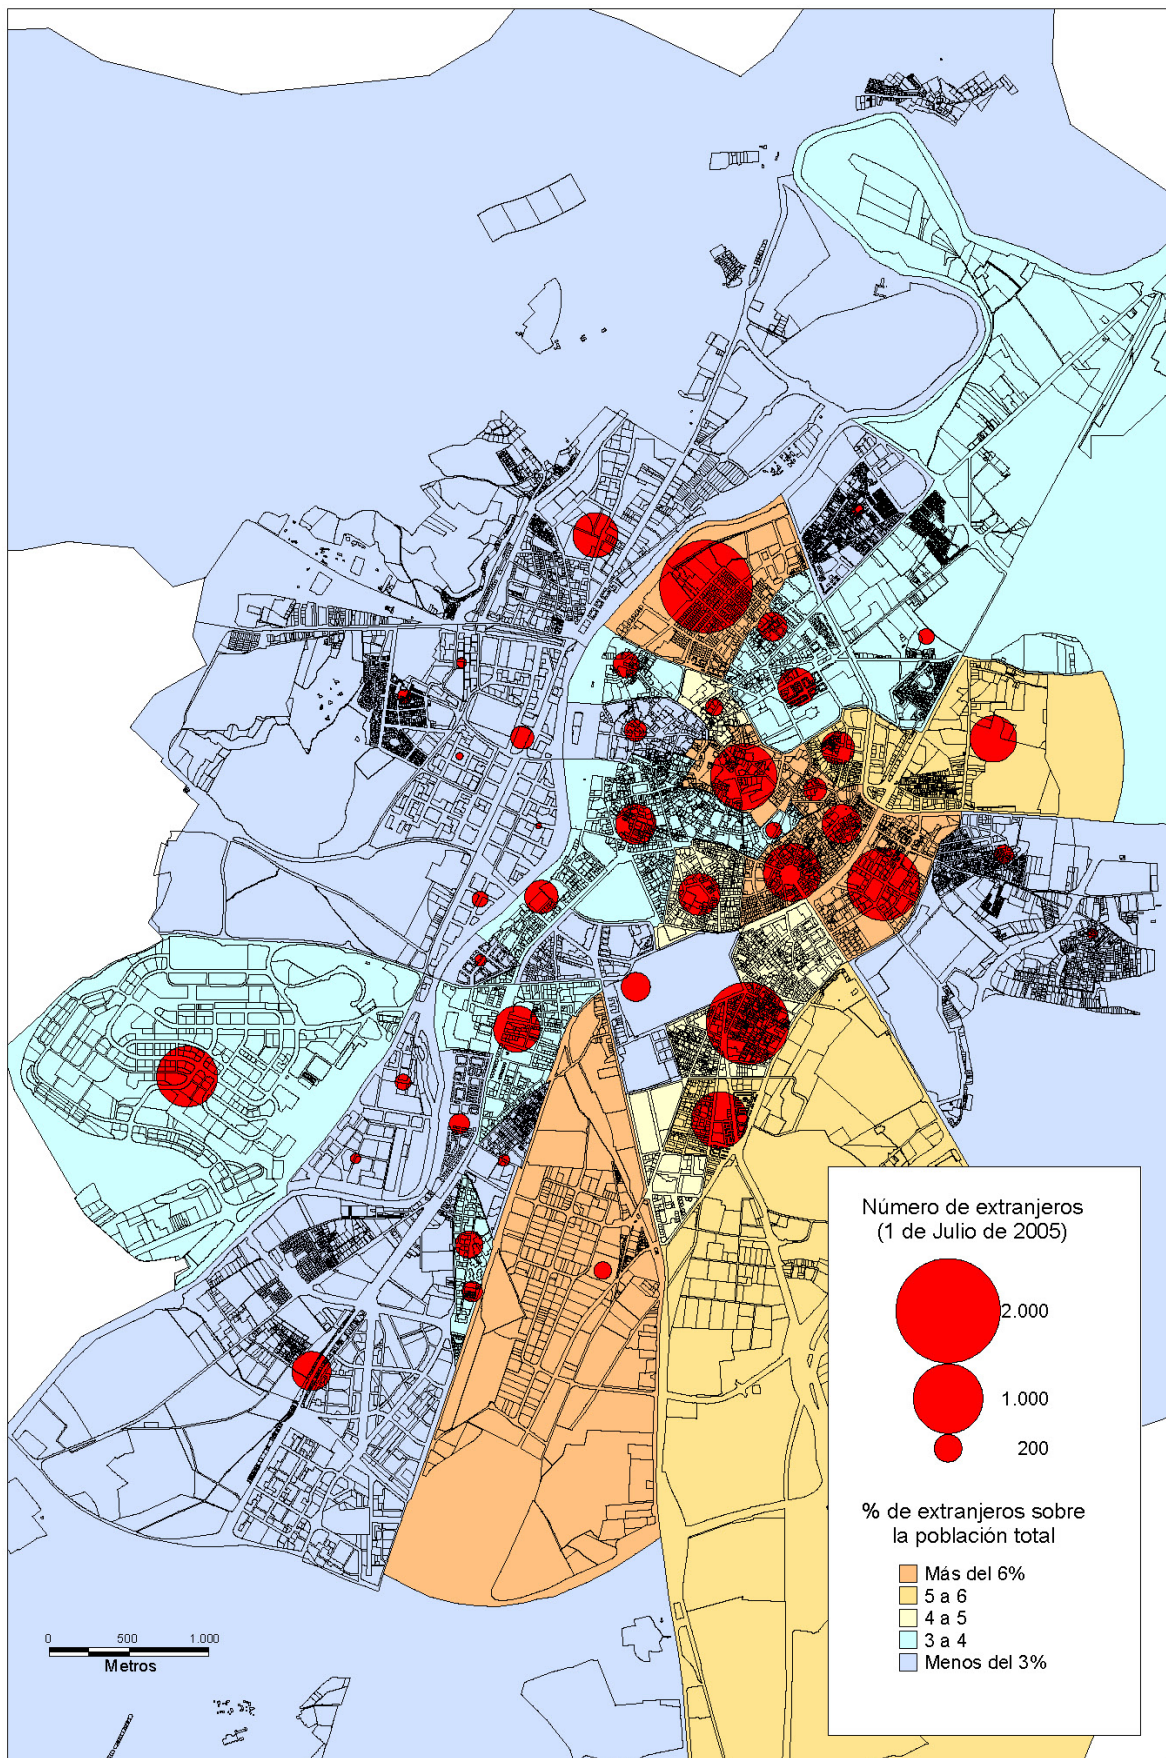 Número de extranjeros
(1 de Julio de 2005)
2.000
1.000
200
% de extranjeros sobre
la población total
Más del 6%
5 a 6
4 a 5
3 a 4
Menos del 3%
0 500 1.000
Metros